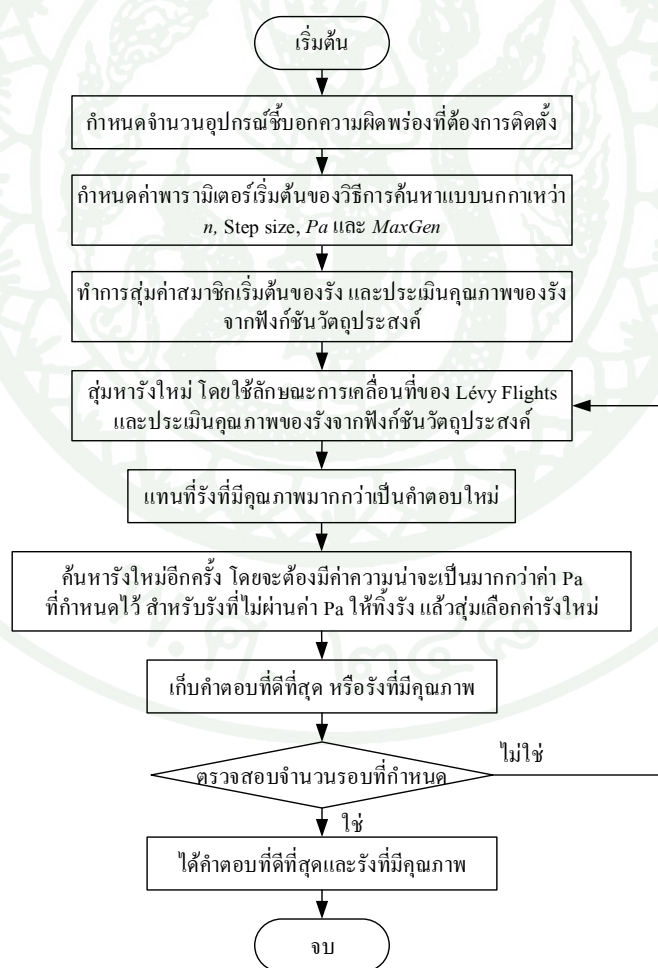 เริ่มต้น
กำหนดจำนวนอุปกรณ์ชี้บอกความผิดพร่องที่ต้องการติดตั้ง
กำหนดค่าพารามิเตอร์เริ่มต้นของวิธีการค้นหาแบบนกกาเหว่า
n, Step size, Pa และ MaxGen
ทำการสุ่มค่าสมาชิกเริ่มต้นของรัง และประเมินคุณภาพของรัง
จากฟังก์ชันวัตถุประสงค์
สุ่มหารังใหม่ โดยใช้ลักษณะการเคลื่อนที่ของ Lévy Flights
และประเมินคุณภาพของรังจากฟังก์ชันวัตถุประสงค์
แทนที่รังที่มีคุณภาพมากกว่าเป็นคำตอบใหม่
ค้นหารังใหม่อีกครั้ง โดยจะต้องมีค่าความน่าจะเป็นมากกว่าค่า Pa
ที่กำหนดไว้ สำหรับรังที่ไม่ผ่านค่า Pa ให้ทิ้งรัง แล้วสุ่มเลือกค่ารังใหม่
พ.ศ. ๒๔๘๖
เก็บคำตอบที่ดีที่สุด หรือรังที่มีคุณภาพ
ไม่ใช่
ตรวจสอบจำนวนรอบที่กำหนด
ใช่
ได้คำตอบที่ดีที่สุดและรังที่มีคุณภาพ
จบ